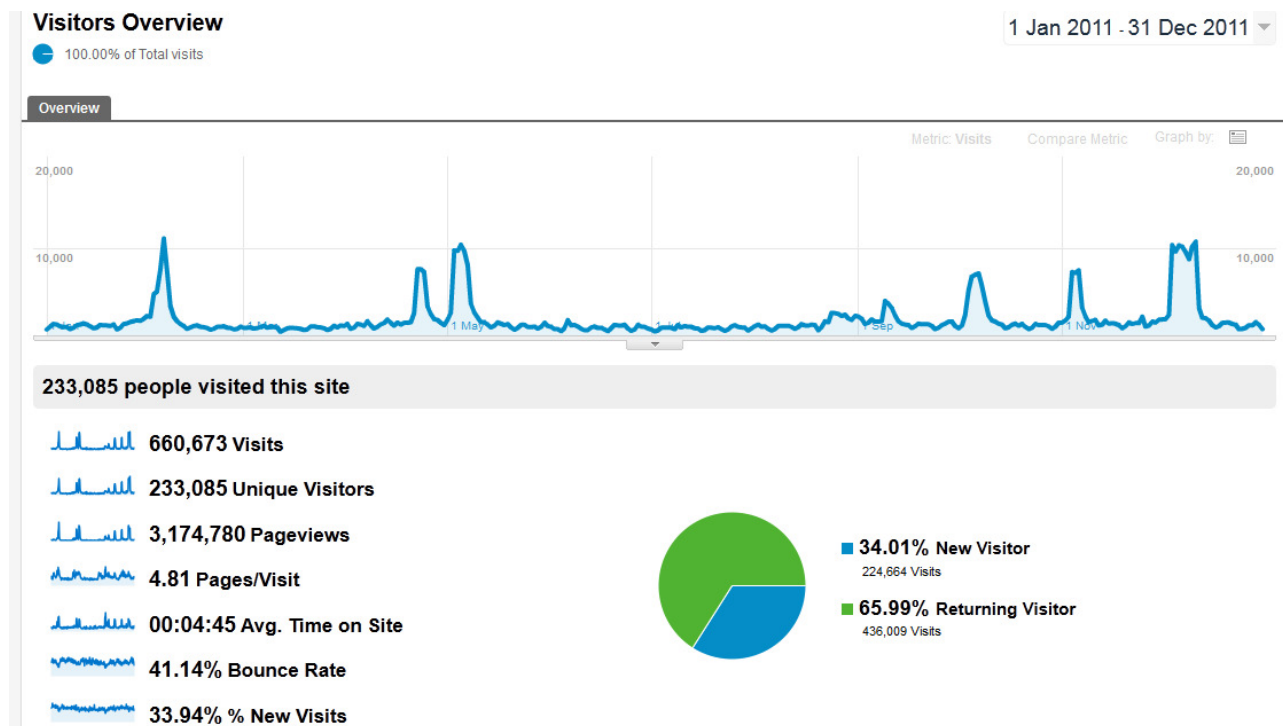 Visitors Overview
1 Jan 2011 - 31 Dec 2011
100.00% of Total visits
Overview
Metric: Visits Compare Metric Graph by:
20,000 20,000
10,000 10,000
1 May 1 Sep 1 Nov
233,085 people visited this site
660,673 Visits
233,085 Unique Visitors
3,174,780 Pageviews
4.81 Pages/Visit
00:04:45 Avg. Time on Site
41.14% Bounce Rate
33.94% % New Visits
34.01% New Visitor
224,664 Visits
65.99% Returning Visitor
436,009 Visits